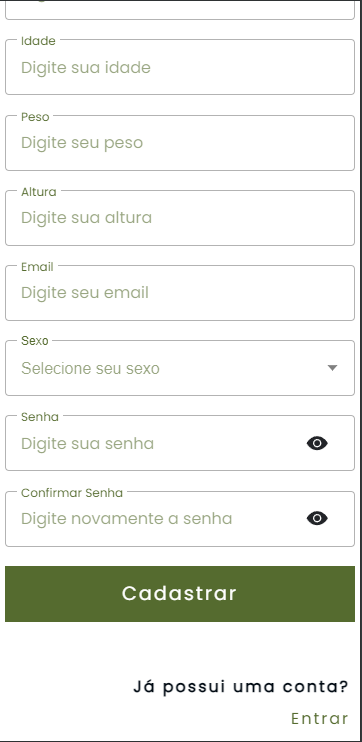 Idade
Digite sua idade
Peso
Digite seu peso
Altura
Digite sua altura
Email
Digite seu email
Sexo
Selecione seu sexo
Senha
Digite sua senha
Confirmar Senha
Digite novamente a senha
Cadastrar
Já possui uma conta?
Entrar